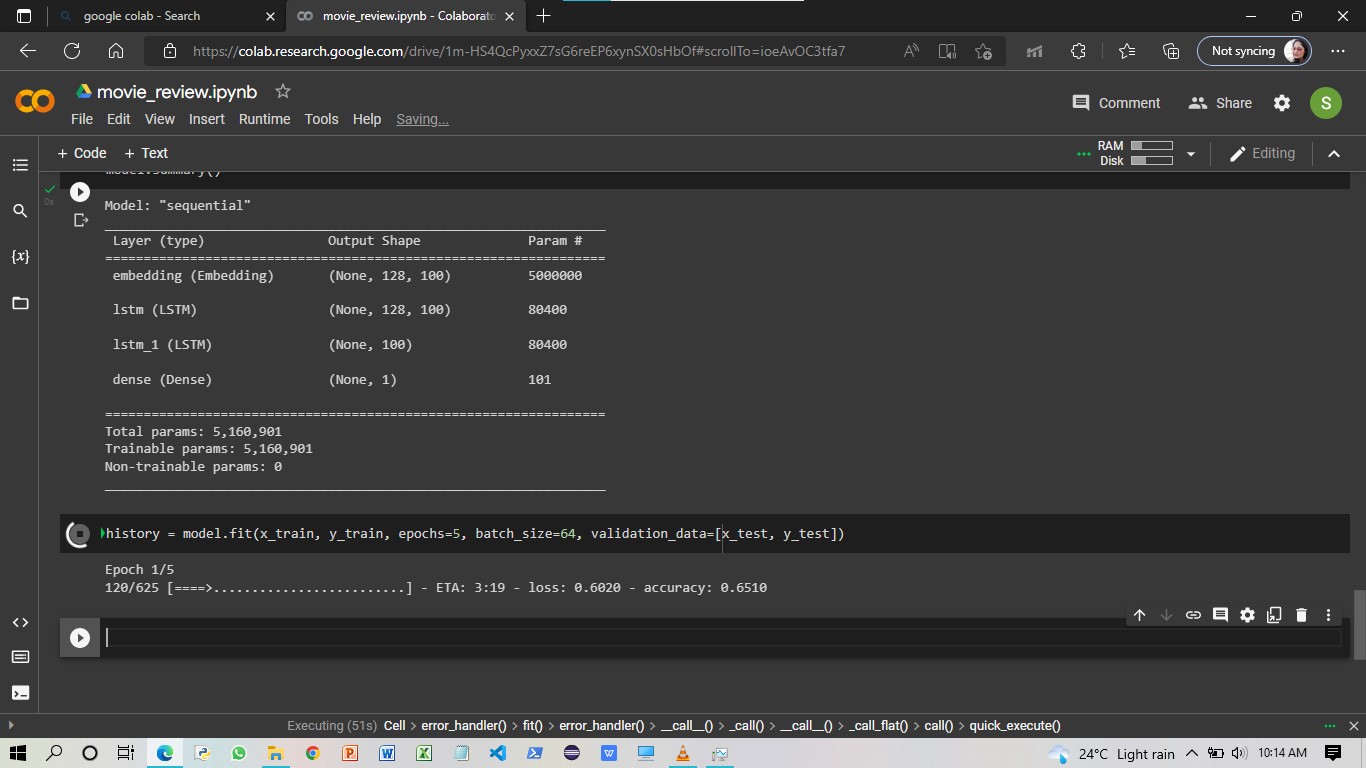 google colab - Search
movie_review.ipynb - Colaborato
https://colab.research.google.com/drive/1m-HS4QcPyxxZ7sG6reEP6xynSX0sHbOf#scrollTo=ioeAvOC3tfa7
Not syncing
movie_review.ipynb
Comment Share S
File Edit View Insert Runtime Tools Help Saving...
+ Code + Text
RAM
Disk
Editing
model.summary()
0s
Model: "sequential"
Layer (type) Output Shape Param #
=================================================================
embedding (Embedding) (None, 128, 100) 5000000
lstm (LSTM) (None, 128, 100) 80400
lstm_1 (LSTM) (None, 100) 80400
dense (Dense) (None, 1) 101
=================================================================
Total params: 5,160,901
Trainable params: 5,160,901
Non-trainable params: 0
history = model.fit(x_train, y_train, epochs=5, batch_size=64, validation_data=[x_test, y_test])
Epoch 1/5
120/625 [====>.........................] - ETA: 3:19 - loss: 0.6020 - accuracy: 0.6510
Executing (51s) Cell > error_handler() > fit() > error_handler() > __call__() > _call() > __call__() > _call_flat() > call() > quick_execute()
24°C Light rain 10:14 AM